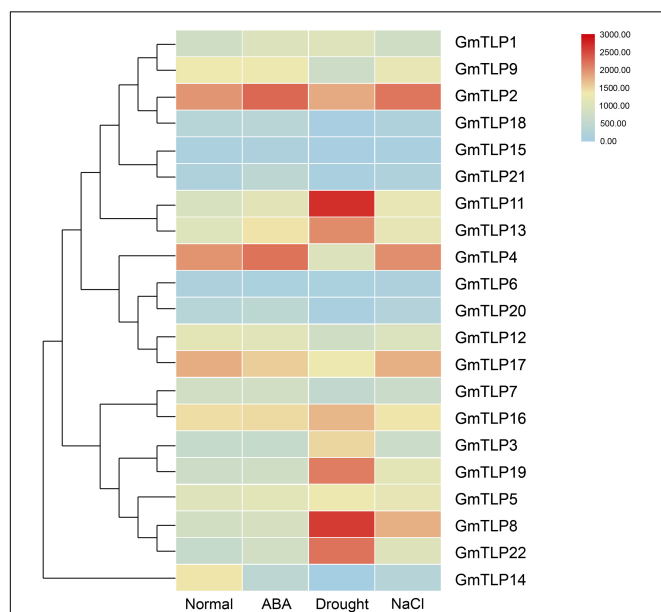 3000.00
2500.00
2000.00
1500.00
1000.00
500.00
0.00
GmTLP1
GmTLP9
GmTLP2
GmTLP18
GmTLP15
GmTLP21
GmTLP11
GmTLP13
GmTLP4
GmTLP6
GmTLP20
GmTLP12
GmTLP17
GmTLP7
GmTLP16
GmTLP3
GmTLP19
GmTLP5
GmTLP8
GmTLP22
GmTLP14
Normal ABA Drought NaCl